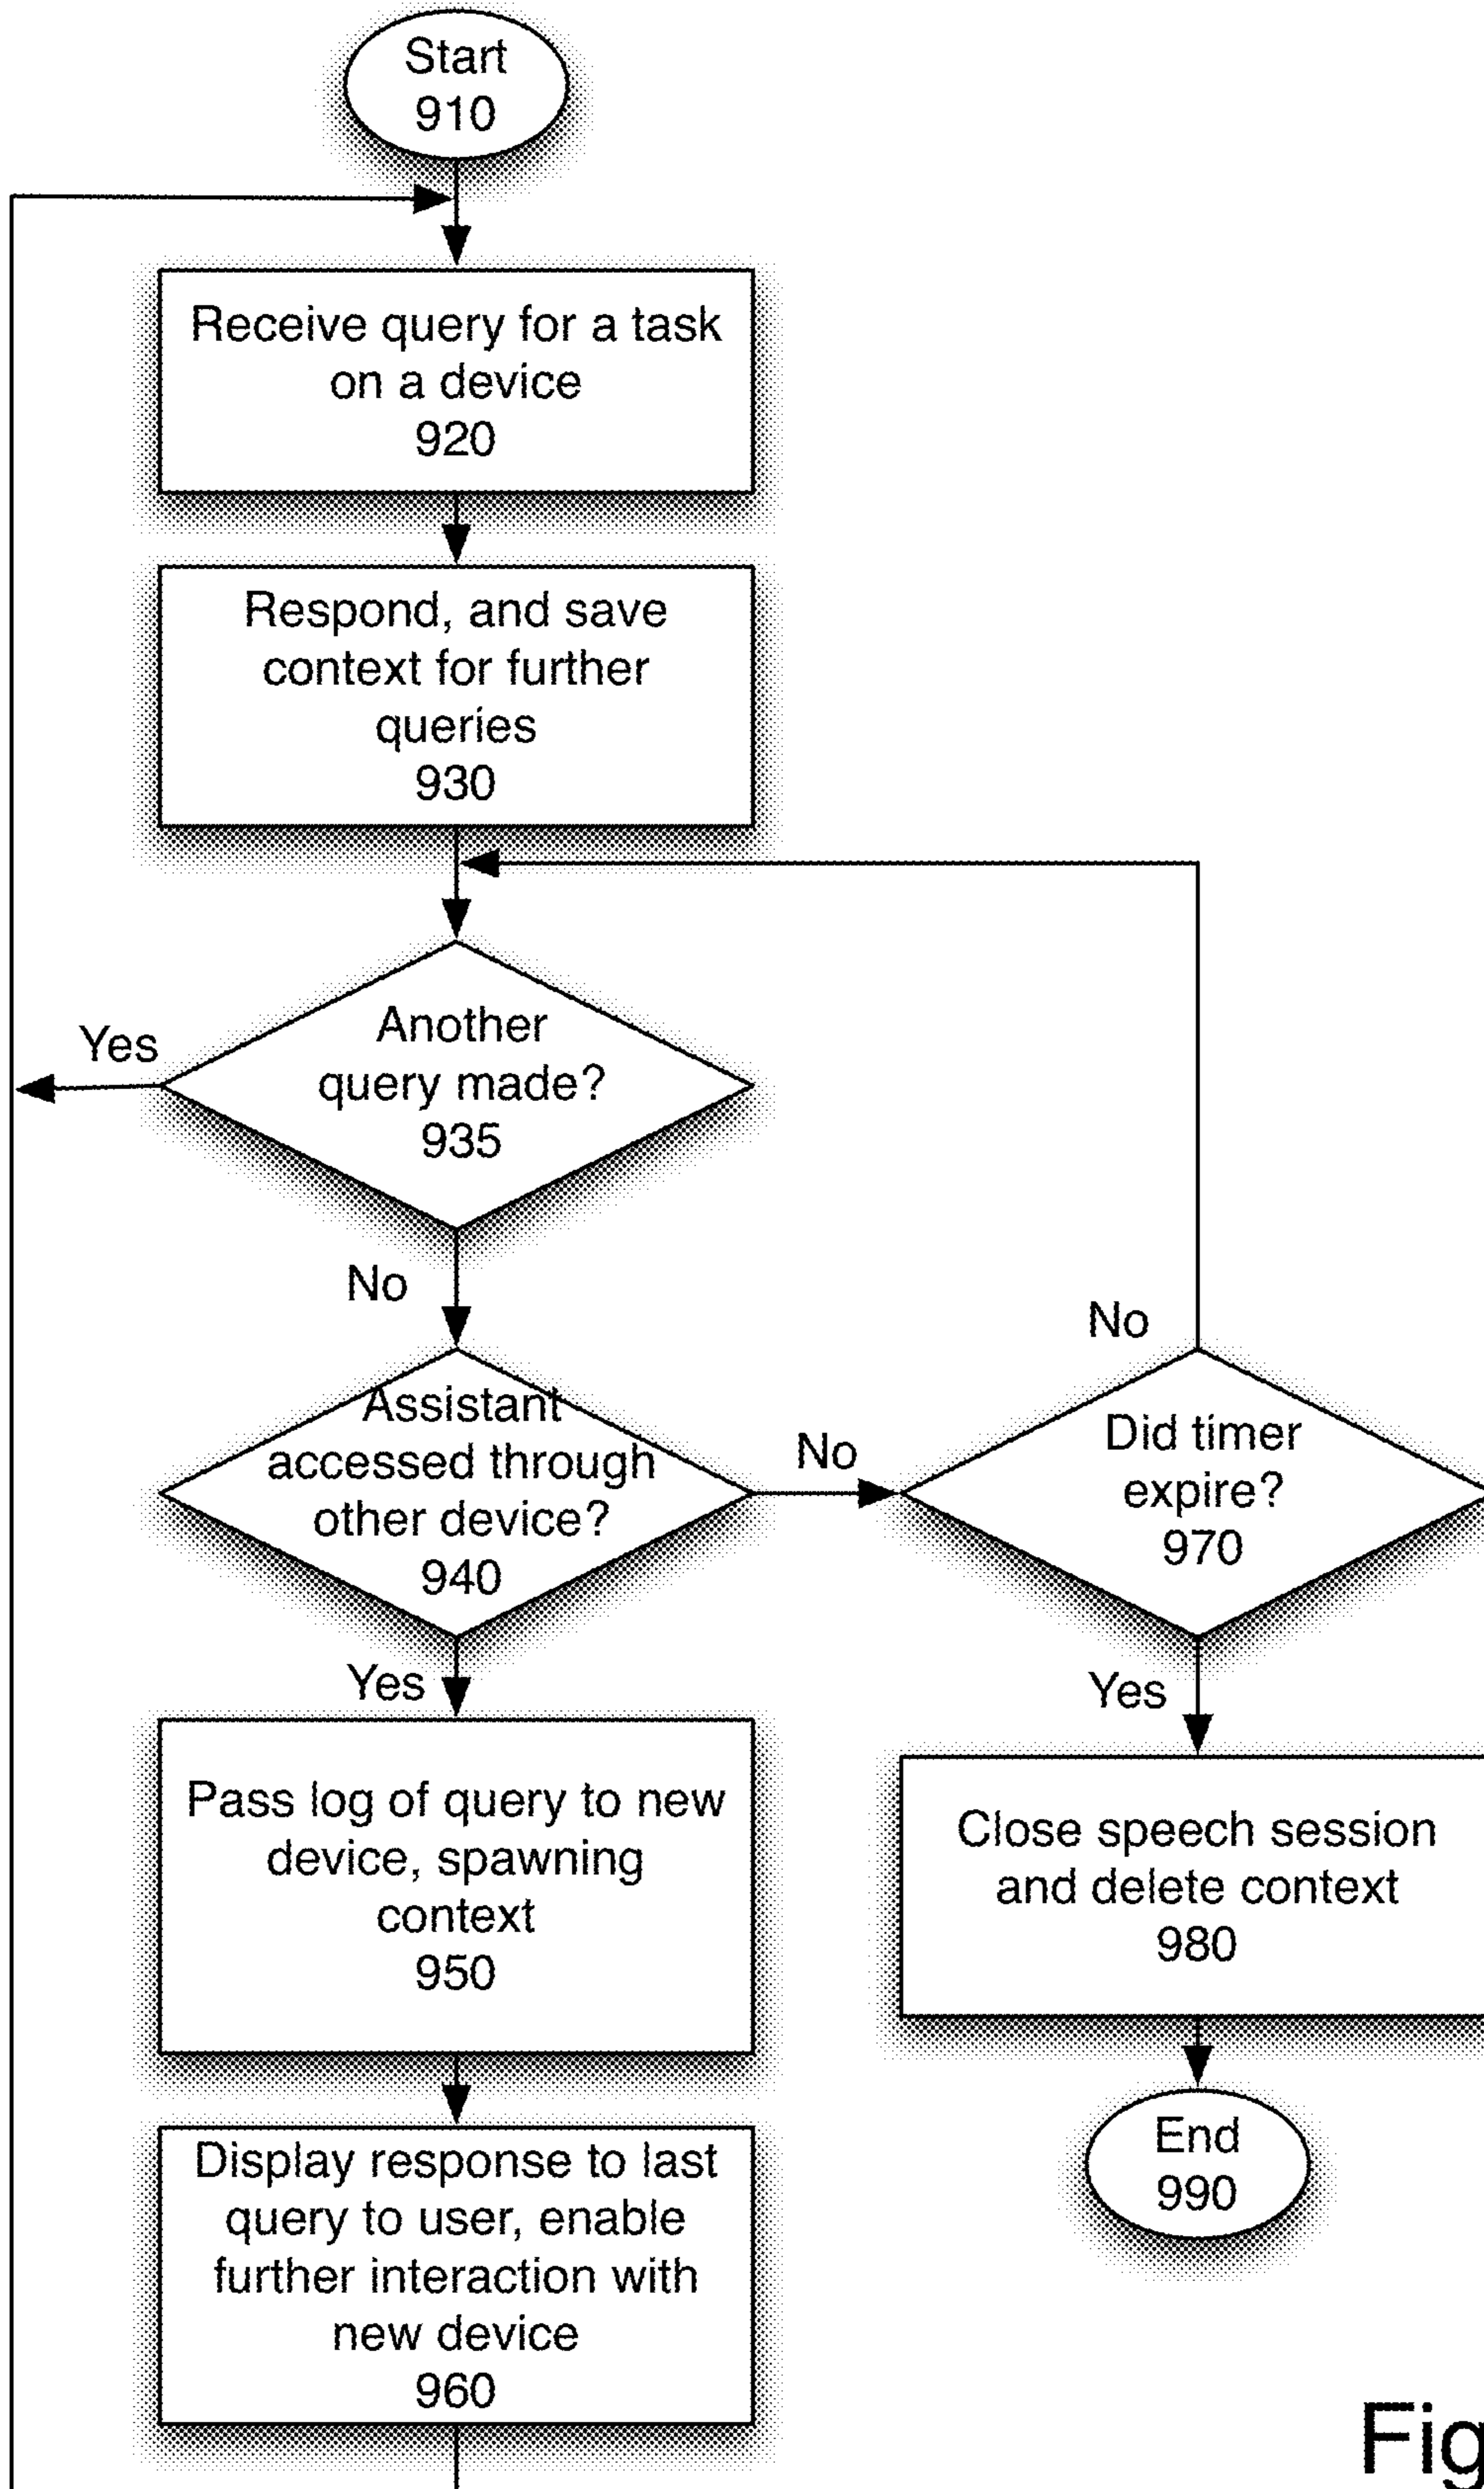 Start
910
Receive query for a task
on a device
920
Respond, and save
context for further
queries
930
Another
query made?
935
Yes
No
Assistant
accessed through
other device?
940
No
Did timer
expire?
970
No
Yes
Yes
Pass log of query to new
device, spawning
context
950
Close speech session
and delete context
980
Display response to last
query to user, enable
further interaction with
new device
960
End
990
Fig